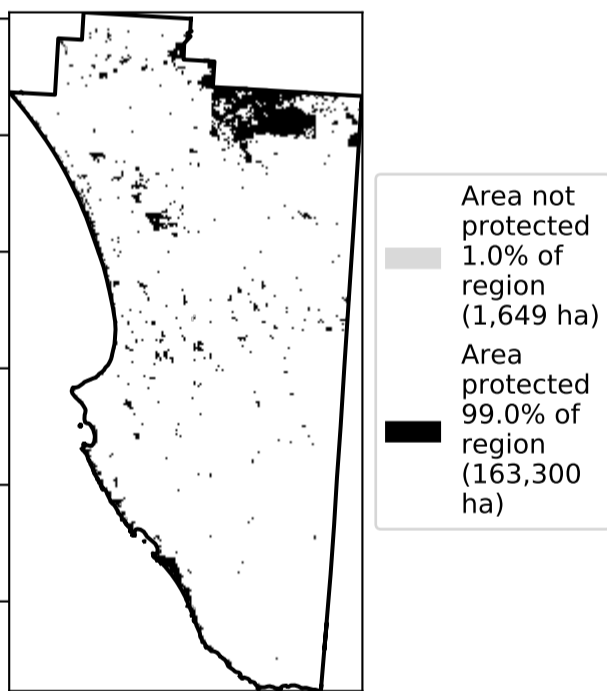 Area not
protected
1.0% of
region
(1,649 ha)
Area
protected
99.0% of
region
(163,300
ha)